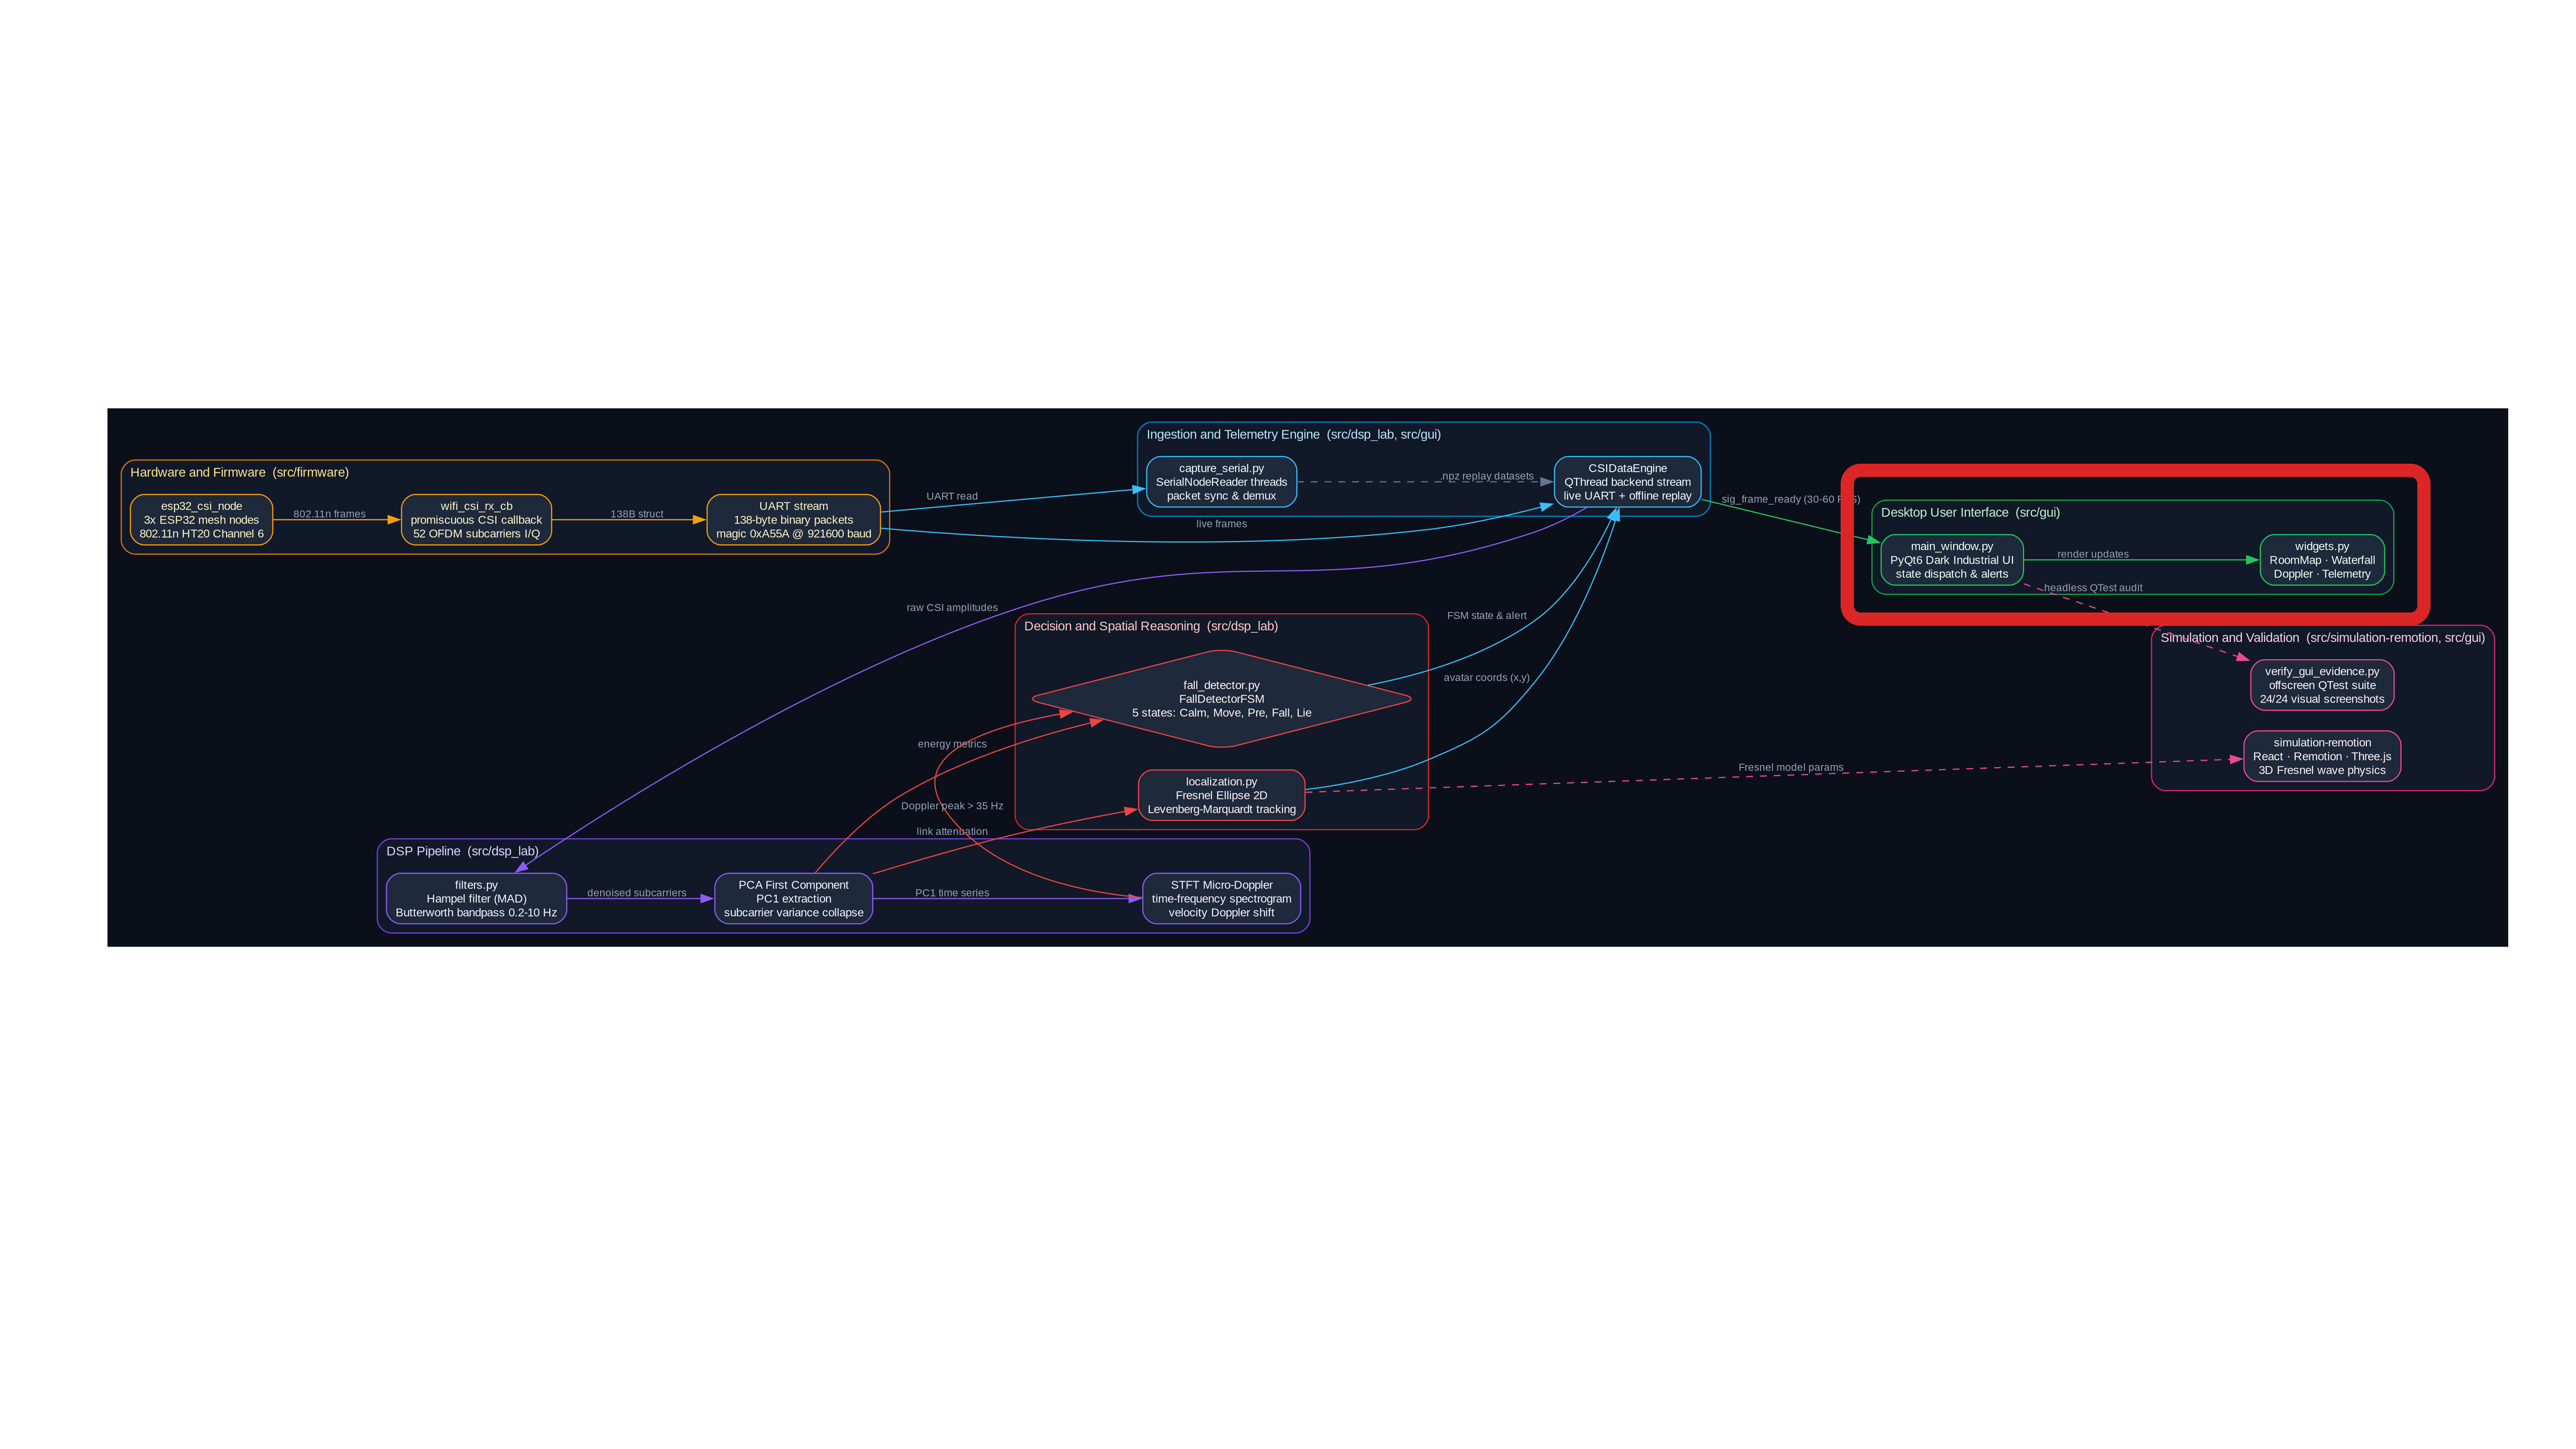 Hardware and Firmware  (src/firmware)
esp32_csi_node
3x ESP32 mesh nodes
802.11n HT20 Channel 6
802.11n frames
wifi_csi_rx_cb
promiscuous CSI callback
52 OFDM subcarriers I/Q
138B struct
UART stream
138-byte binary packets
magic 0xA55A @ 921600 baud
UART read
live frames
Ingestion and Telemetry Engine  (src/dsp_lab, src/gui)
capture_serial.py
SerialNodeReader threads
packet sync & demux
.npz replay datasets
CSIDataEngine
QThread backend stream
live UART + offline replay
sig_frame_ready (30-60
Desktop User Interface  (src/gui)
main_window.py
PyQt6 Dark Industrial UI
state dispatch & alerts
render updates
widgets.py
RoomMap · Waterfall
Doppler · Telemetry
headless QTest audit
raw CSI amplitudes
Decision and Spatial Reasoning  (src/dsp_lab)
fall_detector.py
FallDetectorFSM
5 states: Calm, Move, Pre, Fall, Lie
FSM state & alert
avatar coords (x,y)
localization.py
Fresnel Ellipse 2D
Levenberg-Marquardt tracking
Fresnel model params
Simulation and Validation  (src/simulation-remotion, src/gui)
verify_gui_evidence.py
offscreen QTest suite
24/24 visual screenshots
simulation-remotion
React · Remotion · Three.js
3D Fresnel wave physics
energy metrics
Doppler peak > 35 Hz
link attenuation
DSP Pipeline  (src/dsp_lab)
filters.py
Hampel filter (MAD)
Butterworth bandpass 0.2-10 Hz
denoised subcarriers
PCA First Component
PC1 extraction
subcarrier variance collapse
PC1 time series
STFT Micro-Doppler
time-frequency spectrogram
velocity Doppler shift